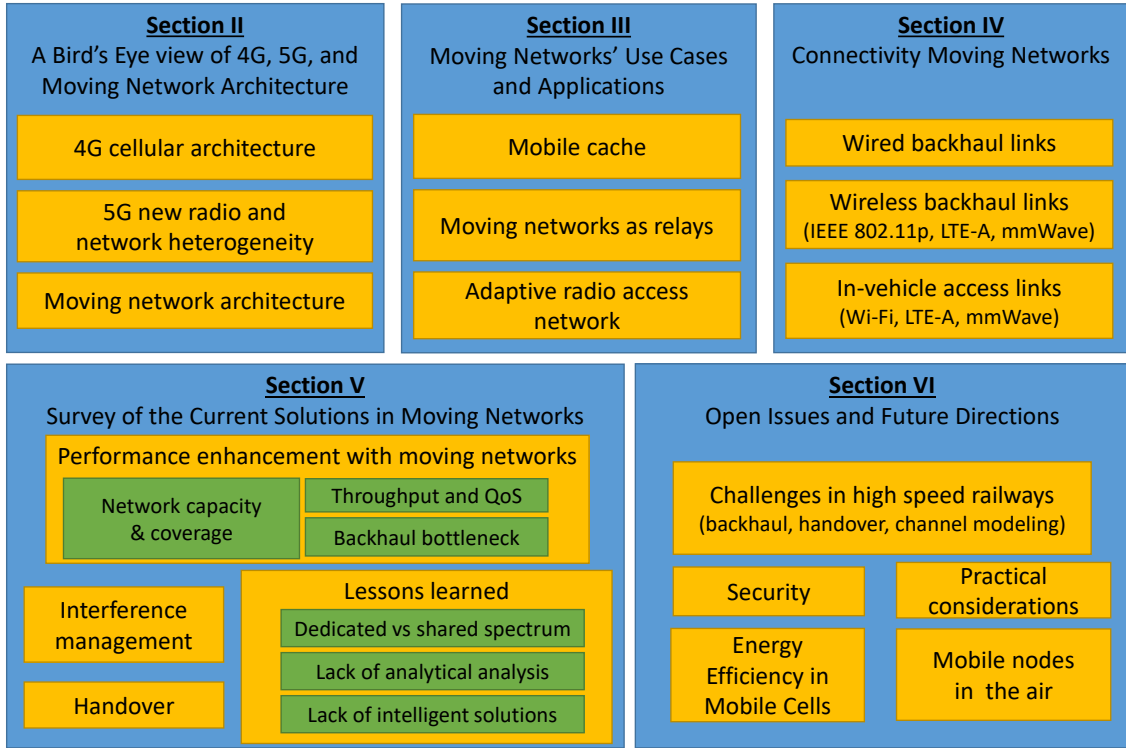 Section II
A Bird's Eye view of 4G, 5G, and
Moving Network Architecture
4G cellular architecture
5G new radio and
network heterogeneity
Moving network architecture
Section III
Moving Networks' Use Cases
and Applications
Mobile cache
Moving networks as relays
Adaptive radio access
network
Section IV
Connectivity Moving Networks
Wired backhaul links
Wireless backhaul links
(IEEE 802.11p, LTE-A, mmWave)
In-vehicle access links
(Wi-Fi, LTE-A, mmWave)
Section V
Survey of the Current Solutions in Moving Networks
Performance enhancement with moving networks
Network capacity
& coverage
Throughput and QoS
Backhaul bottleneck
Interference
management
Handover
Lessons learned
Dedicated vs shared spectrum
Lack of analytical analysis
Lack of intelligent solutions
Section VI
Open Issues and Future Directions
Challenges in high speed railways
(backhaul, handover, channel modeling)
Security
Practical
considerations
Energy
Efficiency in
Mobile Cells
Mobile nodes
in the air